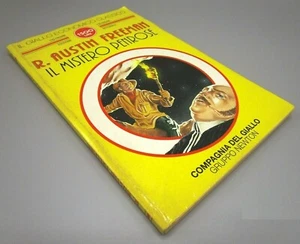 R. AUSTIN FREEMAN
IL MISTERO PENROSE
COMPAGNIA DEL GIALLO
GRUPPO NEWTON